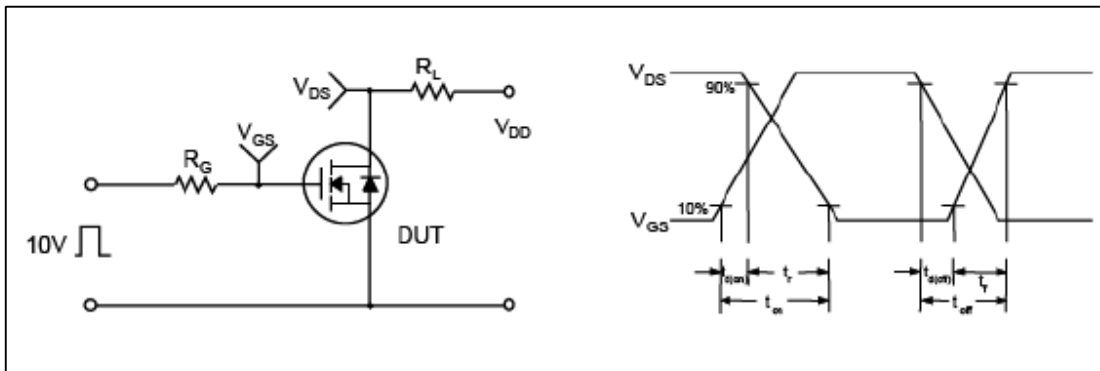 V_DS
R_L
V_DD
V_GS
R_G
DUT
10V
V_DS
90%
V_GS
10%
t_d(on)
t_r
t_d(off)
t_f
t_on
t_off